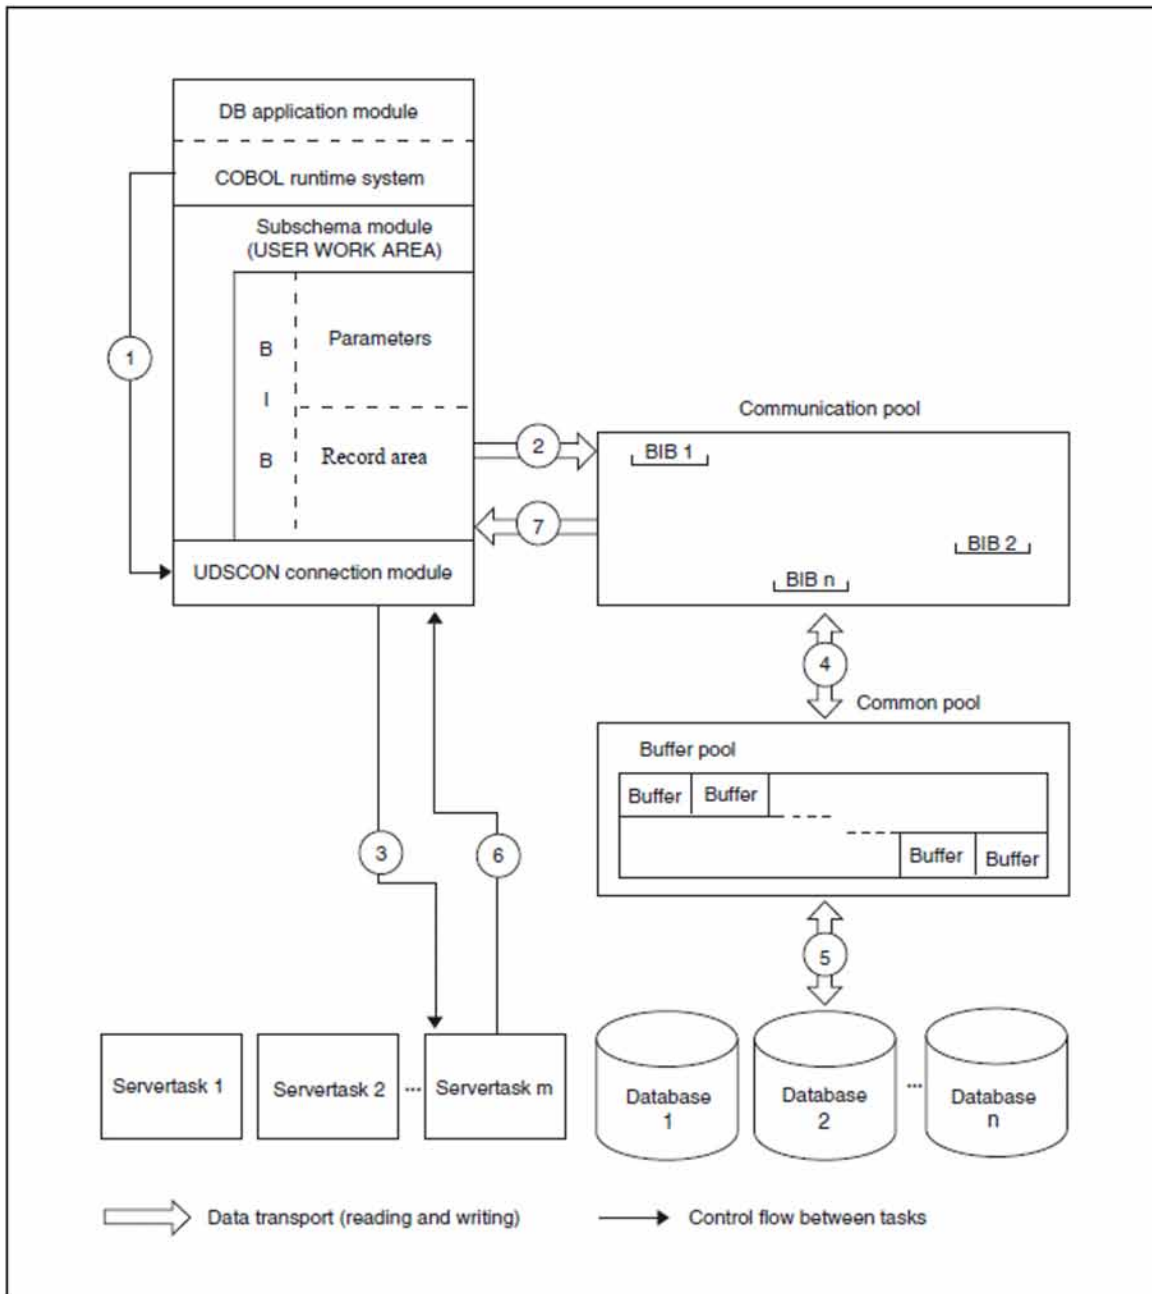 DB application module
COBOL runtime system
Subschema module
(USER WORK AREA)
B
I
B
Parameters
Record area
UDSCON connection module
1
2
7
Communication pool
BIB 1
BIB 2
BIB n
4
Common pool
Buffer pool
Buffer Buffer
Buffer Buffer
3
6
5
Servertask 1
Servertask 2
...
Servertask m
Database
1
Database
2
...
Database
n
Data transport (reading and writing)
Control flow between tasks